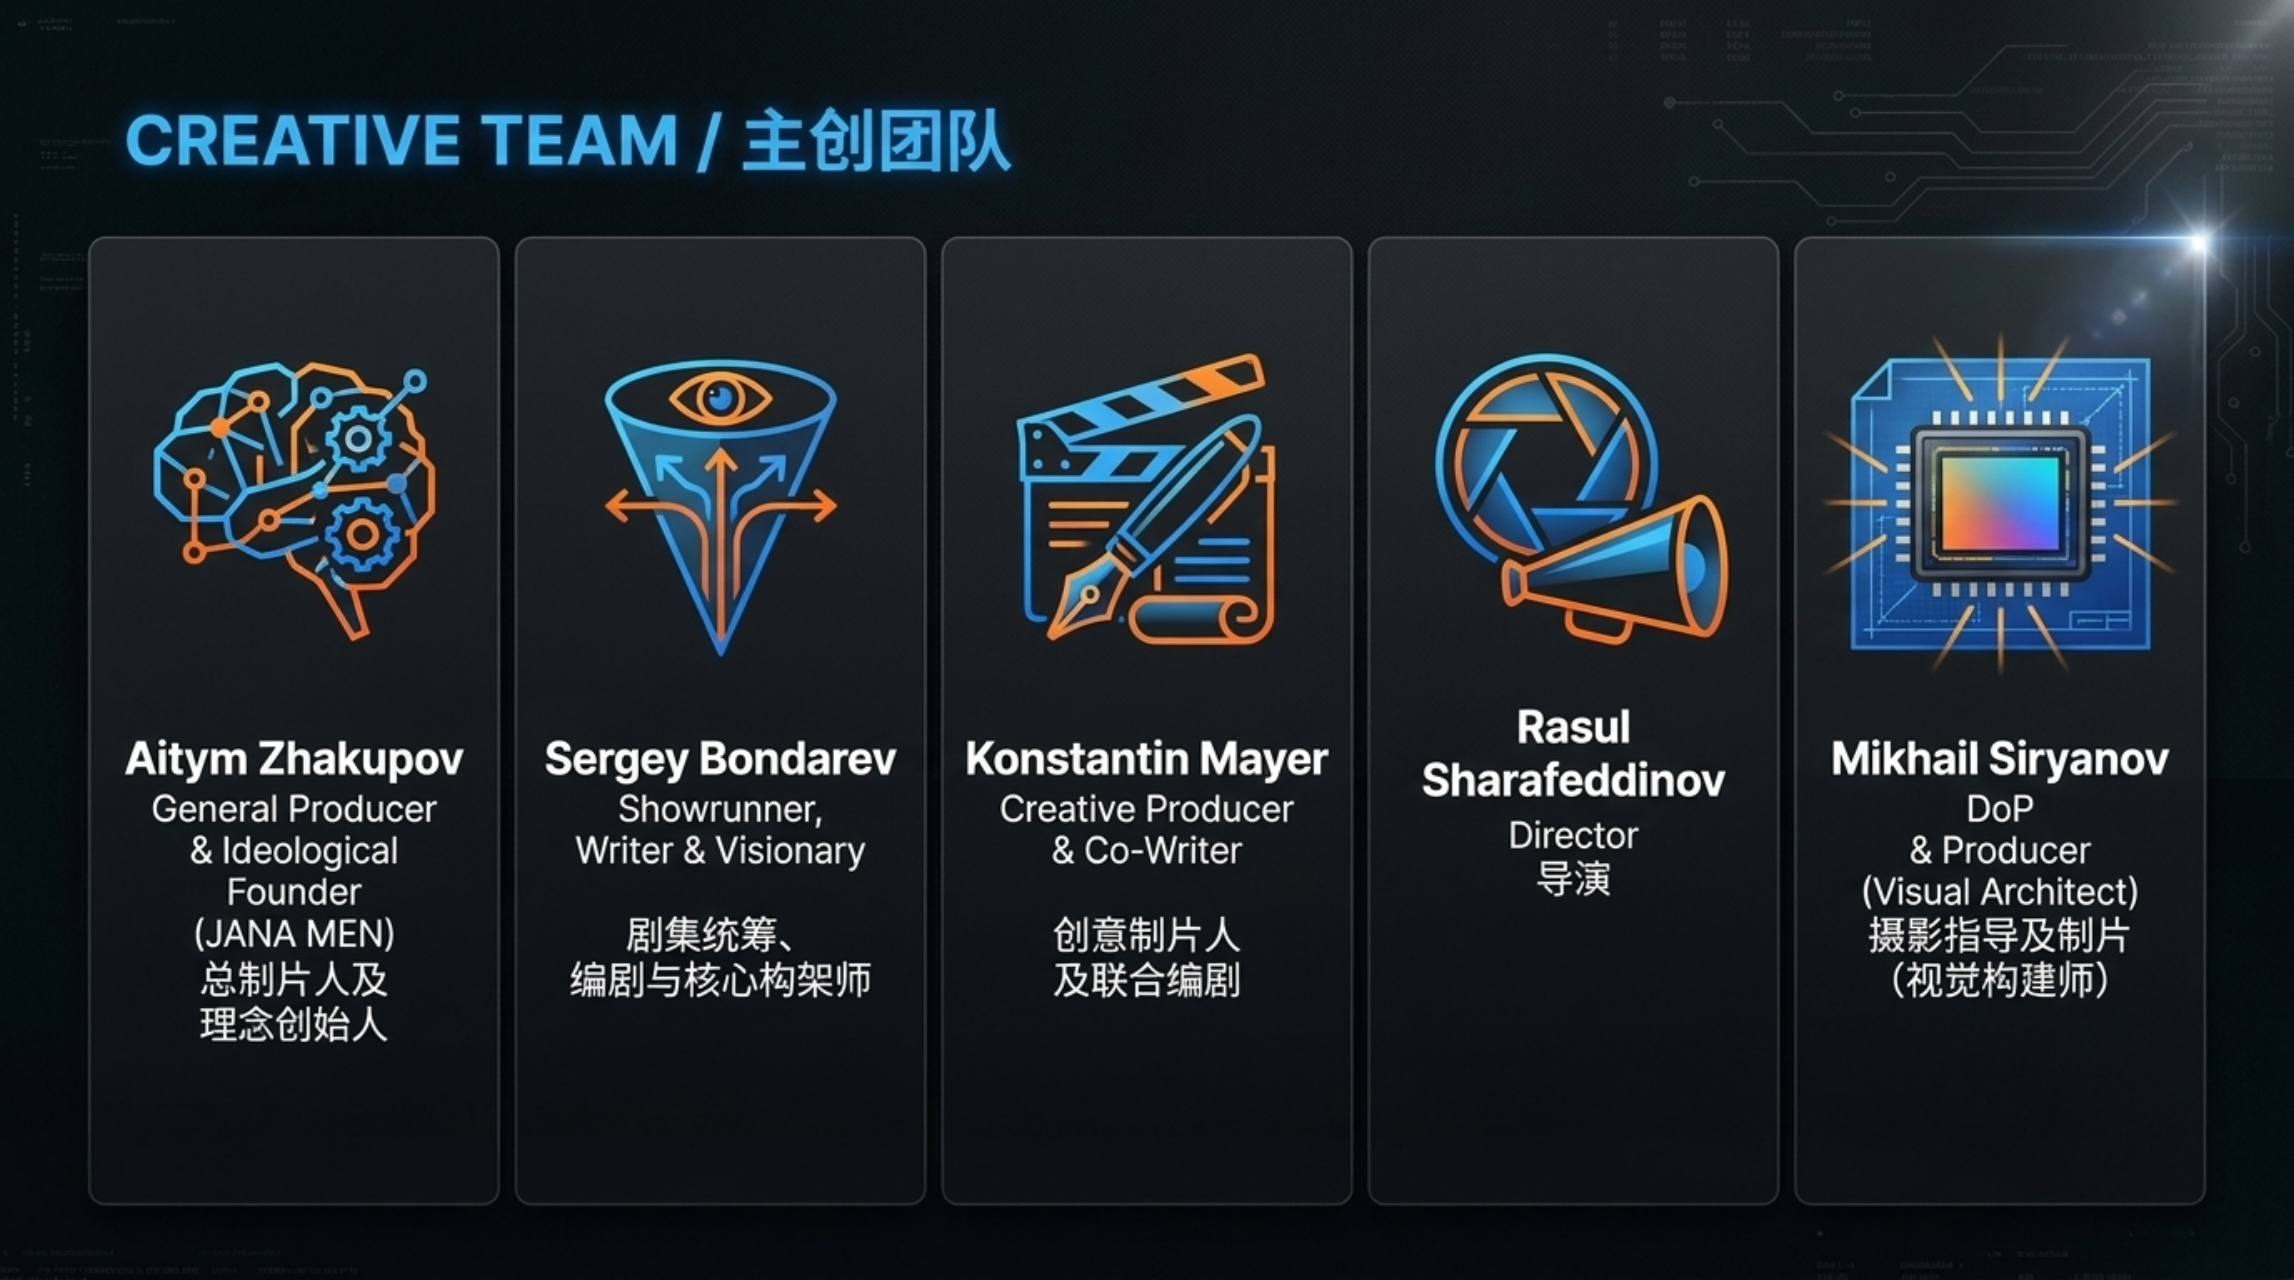 CREATIVE TEAM / 主创团队
Aitym Zhakupov
General Producer
& Ideological
Founder
(JANA MEN)
总制片人及
理念创始人
Sergey Bondarev
Showrunner,
Writer & Visionary
剧集统筹、
编剧与核心构架师
Konstantin Mayer
Creative Producer
& Co-Writer
创意制片人
及联合编剧
Rasul
Sharafeddinov
Director
导演
Mikhail Siryanov
DoP
& Producer
(Visual Architect)
摄影指导及制片
（视觉构建师）